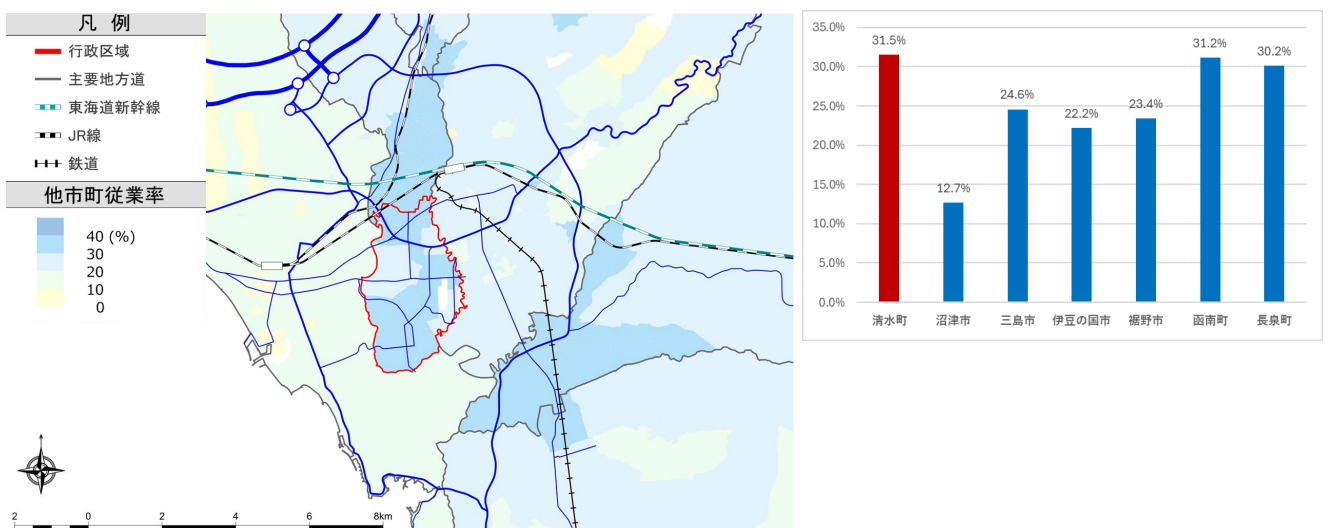 凡 例
行政区域
主要地方道
東海道新幹線
JR線
鉄道
他市町従業率
40 (%)
30
20
10
0
2 0 2 4 6 8km
35.0%
30.0%
25.0%
20.0%
15.0%
10.0%
5.0%
0.0%
31.5%
12.7%
24.6%
22.2%
23.4%
31.2%
30.2%
清水町 沼津市 三島市 伊豆の国市 裾野市 函南町 長泉町